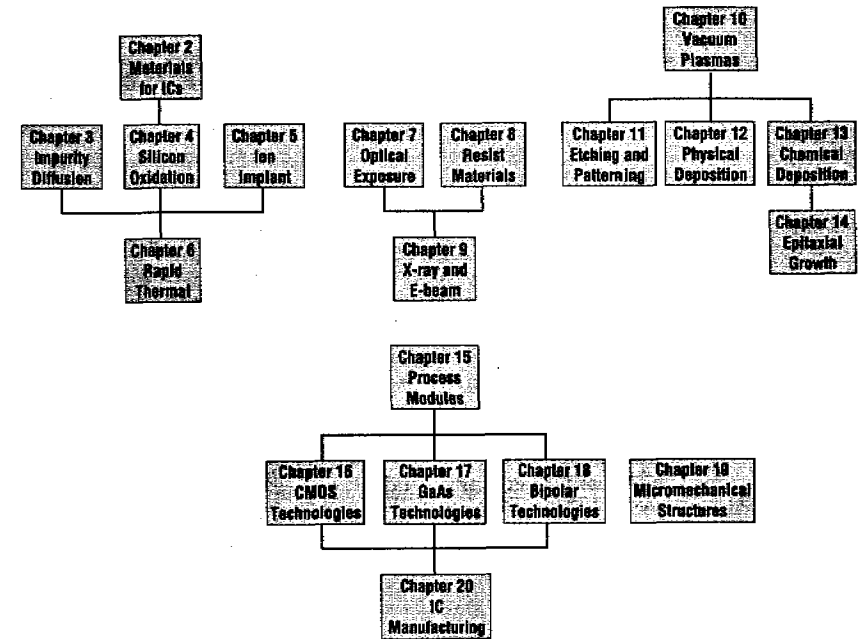 Chapter 2
Materials
for ICs
Chapter 3
Impurity
Diffusion
Chapter 4
Silicon
Oxidation
Chapter 5
Ion
Implant
Chapter 6
Rapid
Thermal
Chapter 7
Optical
Exposure
Chapter 8
Resist
Materials
Chapter 9
X-ray and
E-beam
Chapter 10
Vacuum
Plasmas
Chapter 11
Etching and
Patterning
Chapter 12
Physical
Deposition
Chapter 13
Chemical
Deposition
Chapter 14
Epitaxial
Growth
Chapter 15
Process
Modules
Chapter 16
CMOS
Technologies
Chapter 17
GaAs
Technologies
Chapter 18
Bipolar
Technologies
Chapter 19
Micromechanical
Structures
Chapter 20
IC
Manufacturing